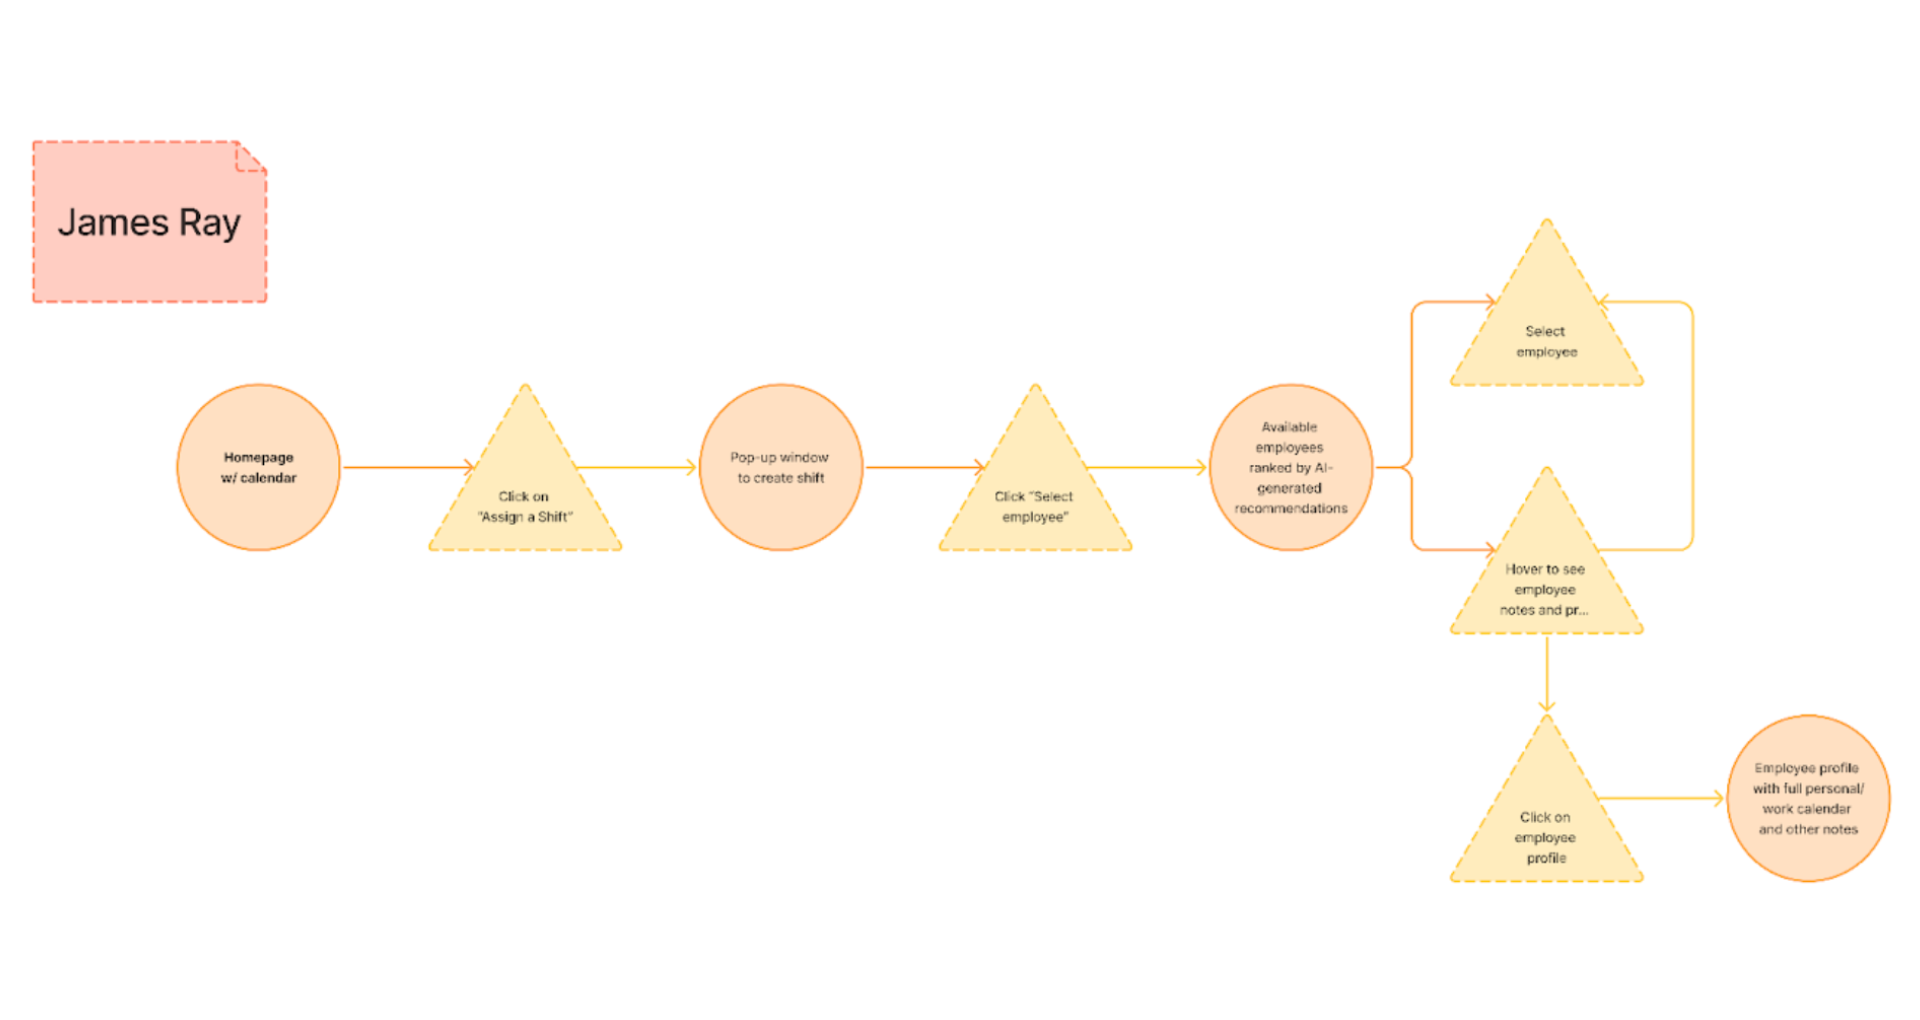 James Ray
Homepage
w/ calendar
Click on
"Assign a Shift"
Pop-up window
to create shift
Click "Select
employee"
Available
employees
ranked by AI-
generated
recommendations
Select
employee
Hover to see
employee
notes and pr...
Click on
employee
profile
Employee profile
with full personal/
work calendar
and other notes